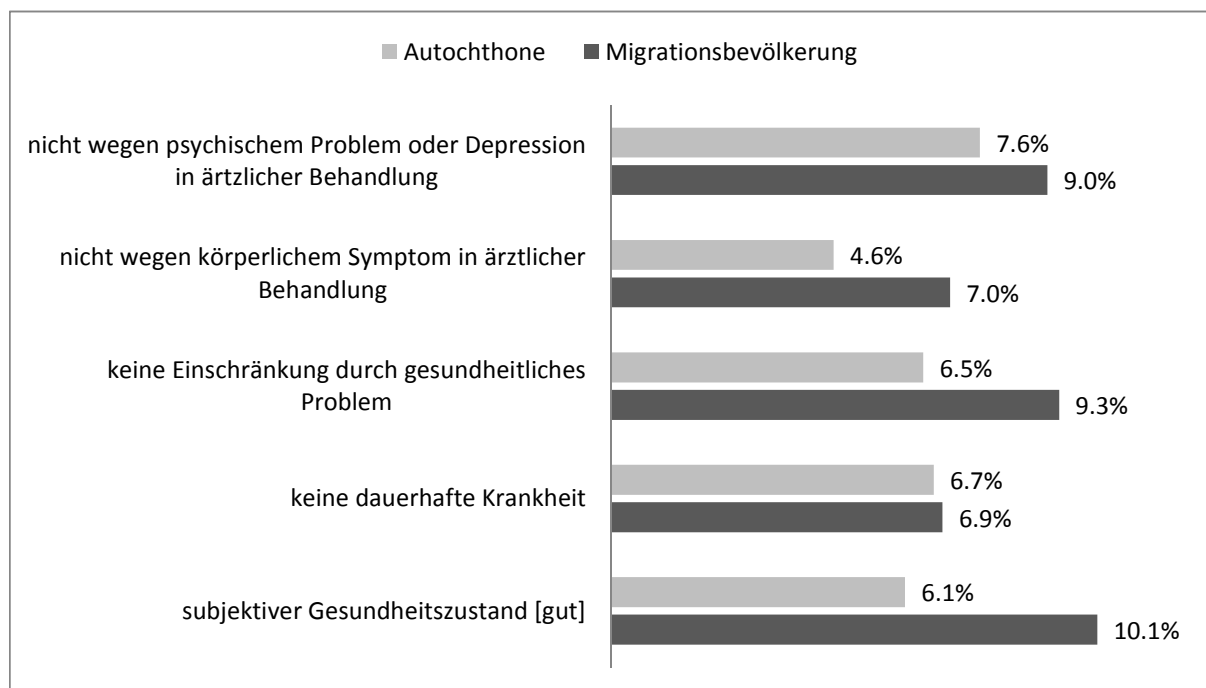 Autochthone Migrationsbevölkerung
nicht wegen psychischem Problem oder Depression
in ärtzlicher Behandlung
7.6%
9.0%
nicht wegen körperlichem Symptom in ärztlicher
Behandlung
4.6%
7.0%
keine Einschränkung durch gesundheitliches
Problem
6.5%
9.3%
keine dauerhafte Krankheit
6.7%
6.9%
subjektiver Gesundheitszustand [gut]
6.1%
10.1%